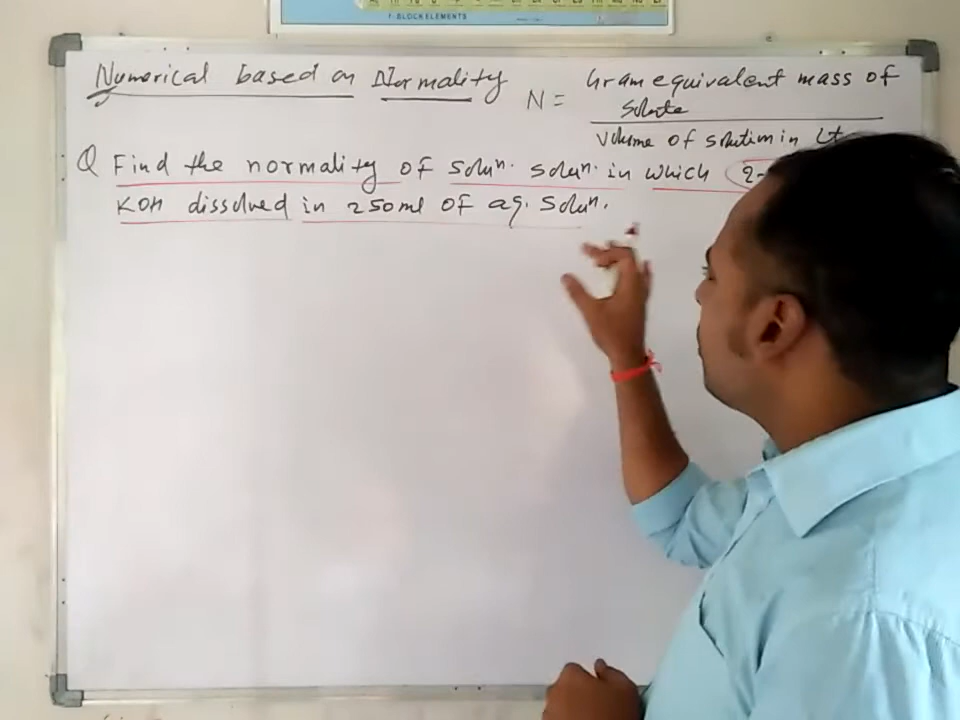 f-BLOCK ELEMENTS
Numerical based on Normality
N = Gram equivalent mass of
solute
Volume of solution in Lt
Q Find the normality of Soluⁿ. Soluⁿ. in which
KOH dissolved in 250ml of aq. Soluⁿ.